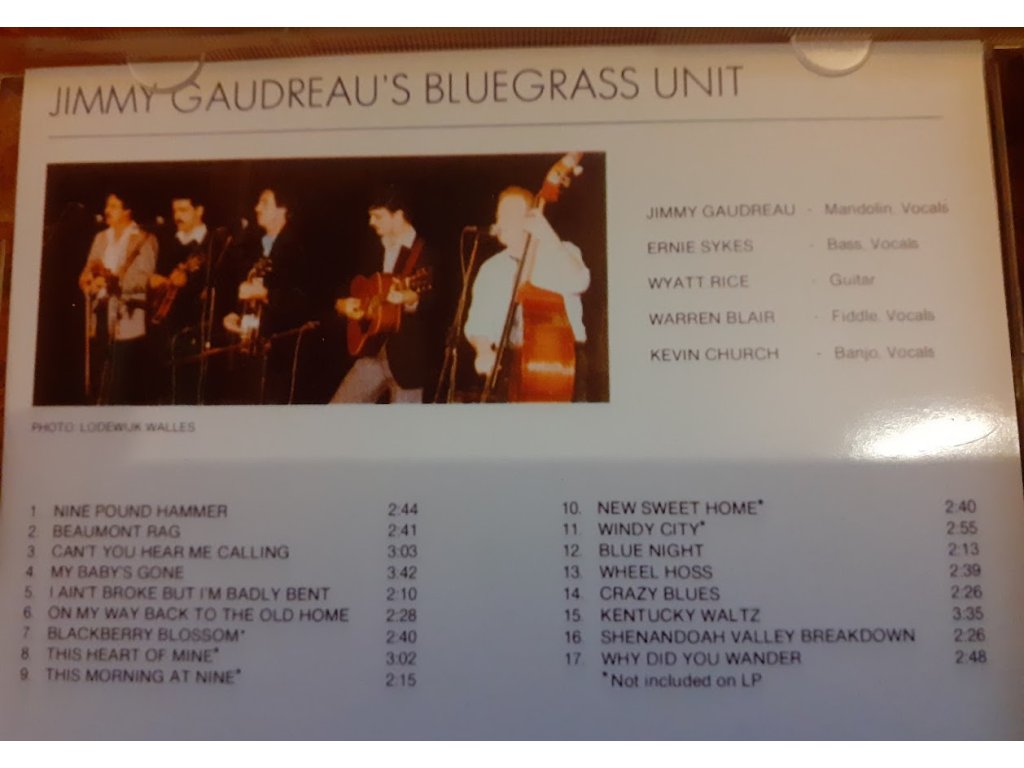 JIMMY GAUDREAU'S BLUEGRASS UNIT
JIMMY GAUDREAU - Mandolin, Vocals
ERNIE SYKES - Bass, Vocals
WYATT RICE - Guitar
WARREN BLAIR - Fiddle, Vocals
KEVIN CHURCH - Banjo, Vocals
PHOTO: LODEWIJK WALLES
1. NINE POUND HAMMER 2:44
2. BEAUMONT RAG 2:41
3. CAN'T YOU HEAR ME CALLING 3:03
4. MY BABY'S GONE 3:42
5. I AIN'T BROKE BUT I'M BADLY BENT 2:10
6. ON MY WAY BACK TO THE OLD HOME 2:28
7. BLACKBERRY BLOSSOM* 2:40
8. THIS HEART OF MINE* 3:02
9. THIS MORNING AT NINE* 2:15
10. NEW SWEET HOME* 2:40
11. WINDY CITY* 2:55
12. BLUE NIGHT 2:13
13. WHEEL HOSS 2:39
14. CRAZY BLUES 2:26
15. KENTUCKY WALTZ 3:35
16. SHENANDOAH VALLEY BREAKDOWN 2:26
17. WHY DID YOU WANDER 2:48
*Not included on LP